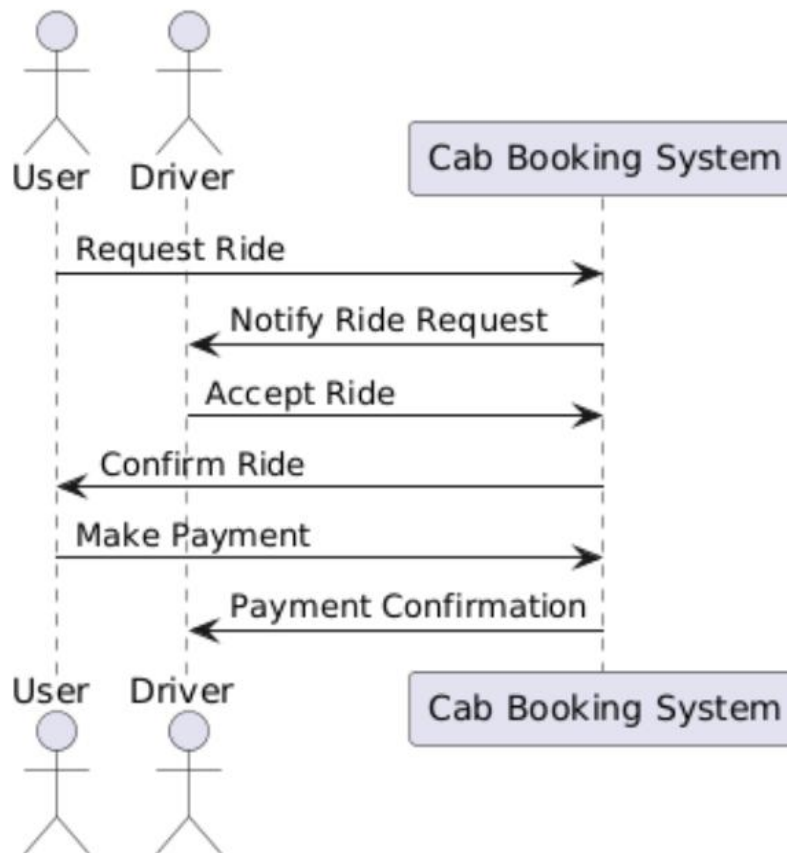 User Driver
Cab Booking System
Request Ride
Notify Ride Request
Accept Ride
Confirm Ride
Make Payment
Payment Confirmation
User Driver
Cab Booking System